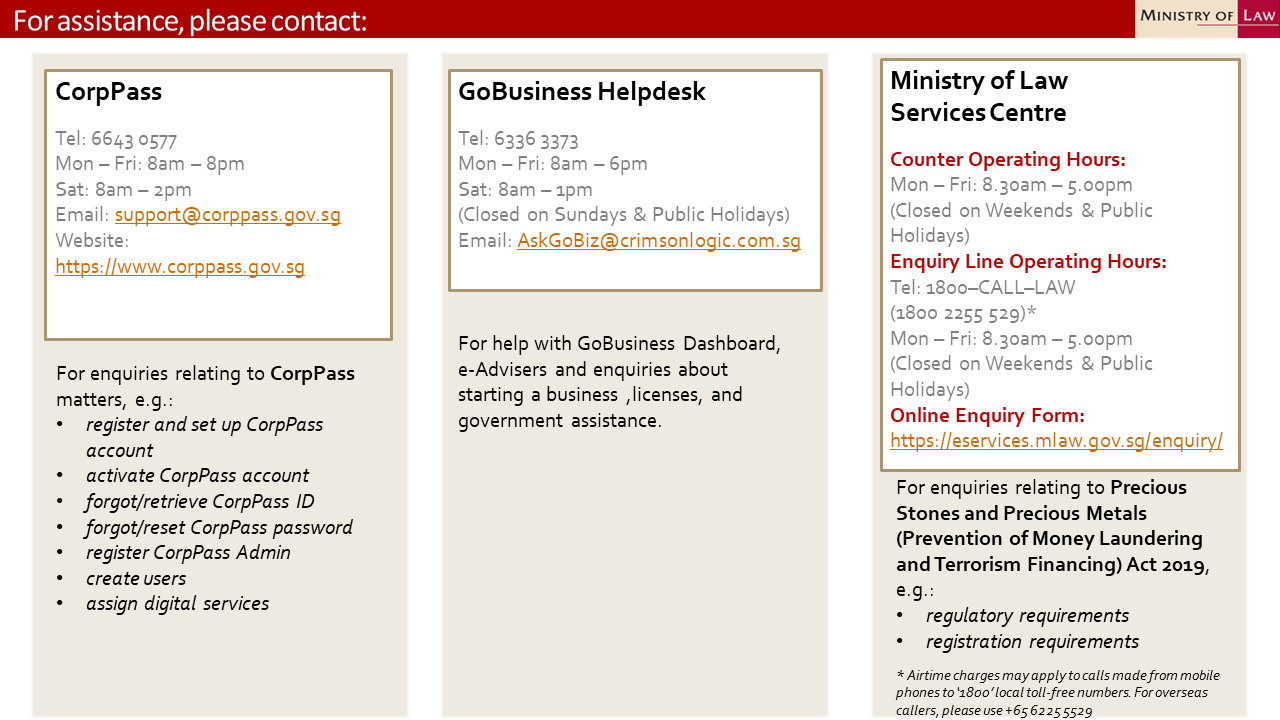 For assistance, please contact:
MINISTRY OF LAW
CorpPass
Tel: 6643 0577
Mon – Fri: 8am – 8pm
Sat: 8am – 2pm
Email: support@corppass.gov.sg
Website:
https://www.corppass.gov.sg
For enquiries relating to CorpPass
matters, e.g.:
• register and set up CorpPass
account
• activate CorpPass account
• forgot/retrieve CorpPass ID
• forgot/reset CorpPass password
• register CorpPass Admin
• create users
• assign digital services
GoBusiness Helpdesk
Tel: 6336 3373
Mon – Fri: 8am – 6pm
Sat: 8am – 1pm
(Closed on Sundays & Public Holidays)
Email: AskGoBiz@crimsonlogic.com.sg
For help with GoBusiness Dashboard,
e-Advisers and enquiries about
starting a business ,licenses, and
government assistance.
Ministry of Law
Services Centre
Counter Operating Hours:
Mon – Fri: 8.30am – 5.00pm
(Closed on Weekends & Public
Holidays)
Enquiry Line Operating Hours:
Tel: 1800–CALL–LAW
(1800 2255 529)*
Mon – Fri: 8.30am – 5.00pm
(Closed on Weekends & Public
Holidays)
Online Enquiry Form:
https://eservices.mlaw.gov.sg/enquiry/
For enquiries relating to Precious
Stones and Precious Metals
(Prevention of Money Laundering
and Terrorism Financing) Act 2019,
e.g.:
• regulatory requirements
• registration requirements
* Airtime charges may apply to calls made from mobile
phones to '1800' local toll-free numbers. For overseas
callers, please use +65 6225 5529